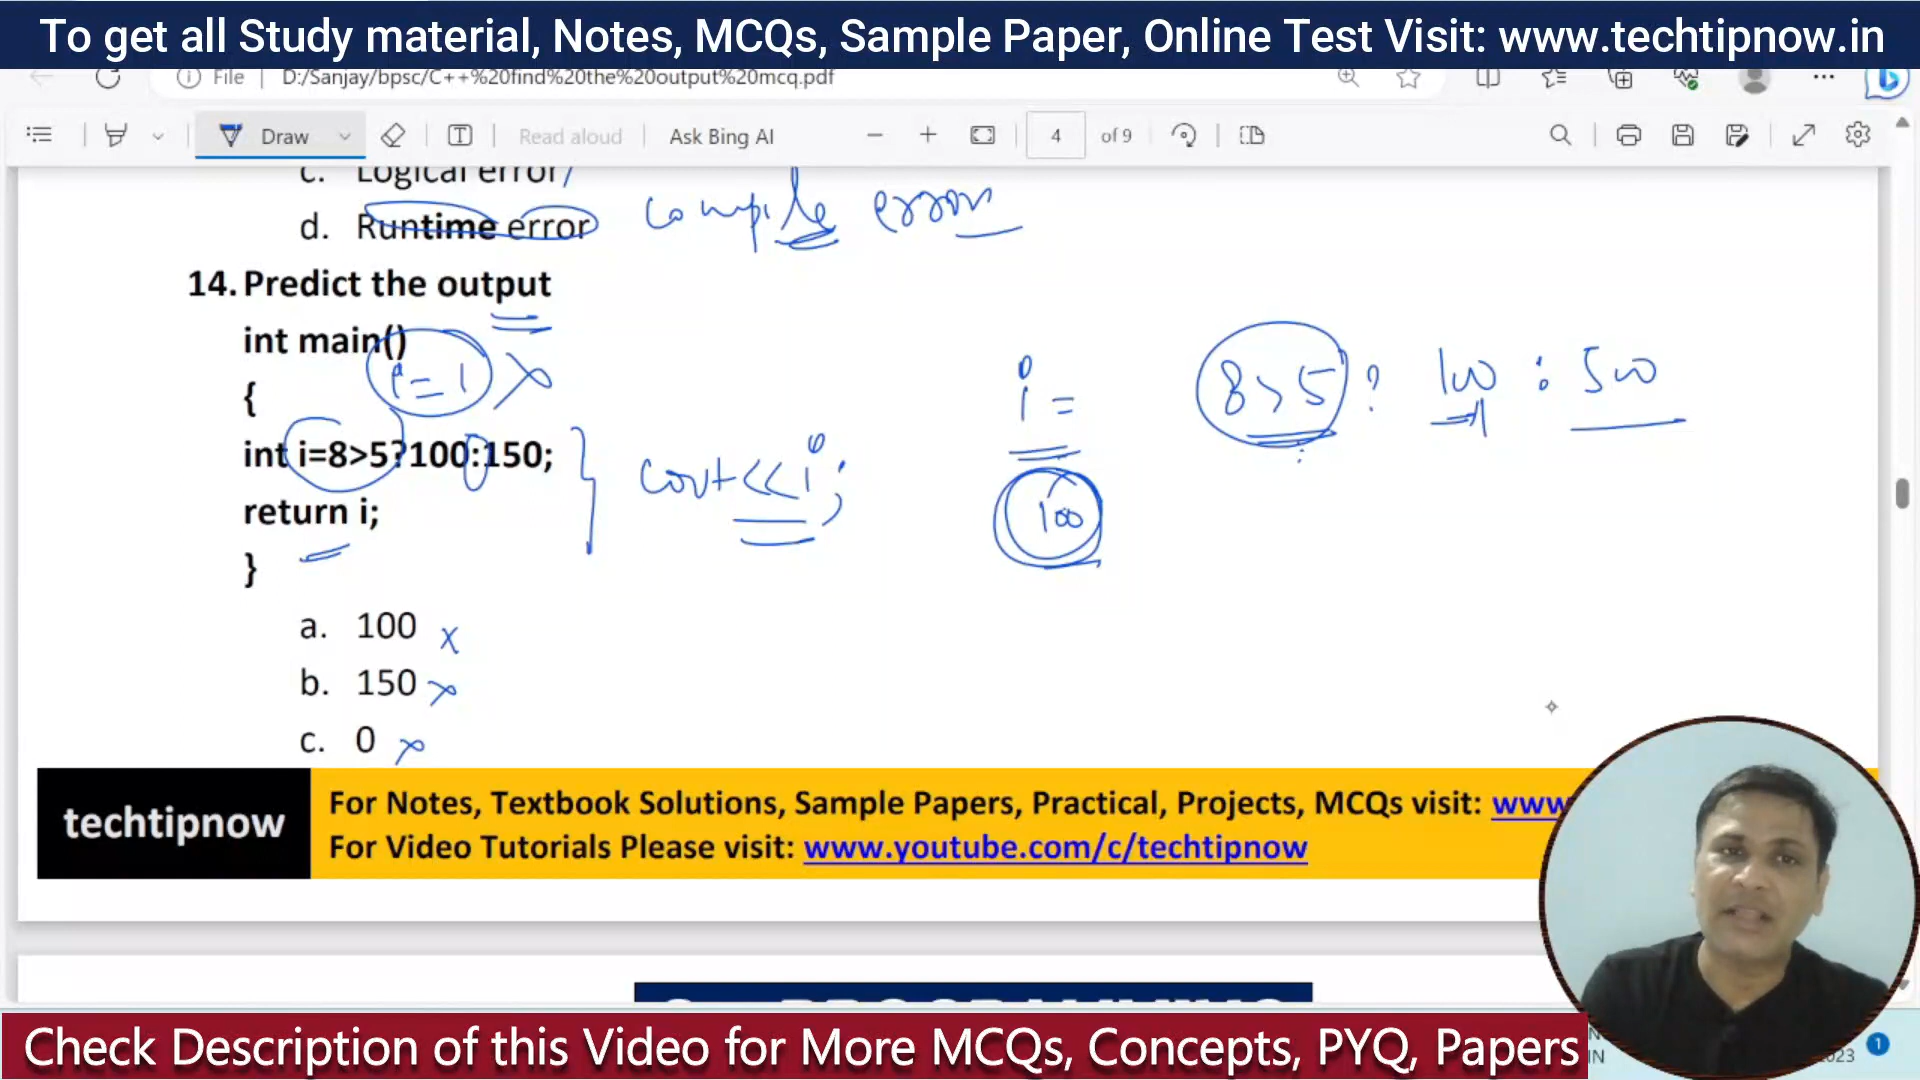 To get all Study material, Notes, MCQs, Sample Paper, Online Test Visit: www.techtipnow.in
File | D:/Sanjay/bpsc/C++%20find%20the%20output%20mcq.pdf
Draw Read aloud Ask Bing AI 4 of 9
c. Logical error
d. Runtime error compile error
14. Predict the output
int main()
i = 1
{
i = 8 > 5 ? 100 : 500
int i=8>5?100:150;
cout << i;
return i;
100
}
a. 100 x
b. 150 x
c. 0 x
techtipnow
For Notes, Textbook Solutions, Sample Papers, Practical, Projects, MCQs visit: www
For Video Tutorials Please visit: www.youtube.com/c/techtipnow
Check Description of this Video for More MCQs, Concepts, PYQ, Papers
IN
2023
1